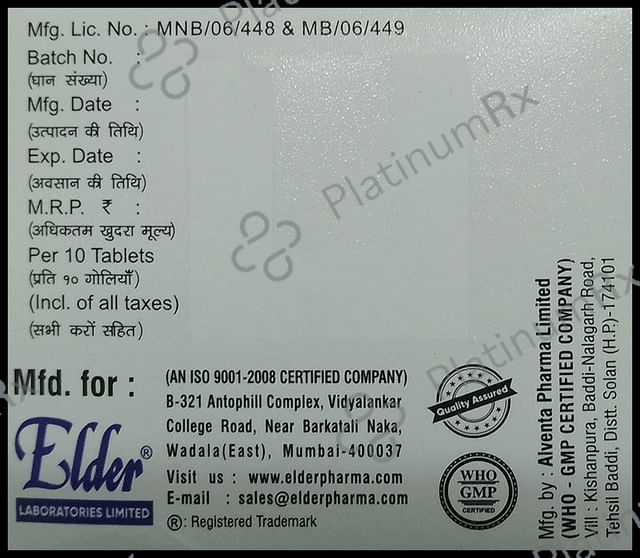 Mfg. Lic. No. : MNB/06/448 & MB/06/449
Batch No. :
(घान संख्या)
Mfg. Date :
(उत्पादन की तिथि)
Exp. Date :
(अवसान की तिथि)
M.R.P. ₹ :
(अधिकतम खुदरा मूल्य)
Per 10 Tablets
(प्रति १० गोलियाँ)
(Incl. of all taxes)
(सभी करों सहित)
Mfd. for :
Elder®
LABORATORIES LIMITED
(AN ISO 9001-2008 CERTIFIED COMPANY)
B-321 Antophill Complex, Vidyalankar
College Road, Near Barkatali Naka,
Wadala(East), Mumbai-400037
Visit us : www.elderpharma.com
E-mail : sales@elderpharma.com
®: Registered Trademark
Quality Assured
WHO
GMP
CERTIFIED
Mfg. by : Alventa Pharma Limited
(WHO - GMP CERTIFIED COMPANY)
Vill : Kishanpura, Baddi-Nalagarh Road,
Tehsil Baddi, Distt. Solan (H.P.)-174101
PlatinumRx
PlatinumRx
PlatinumRx